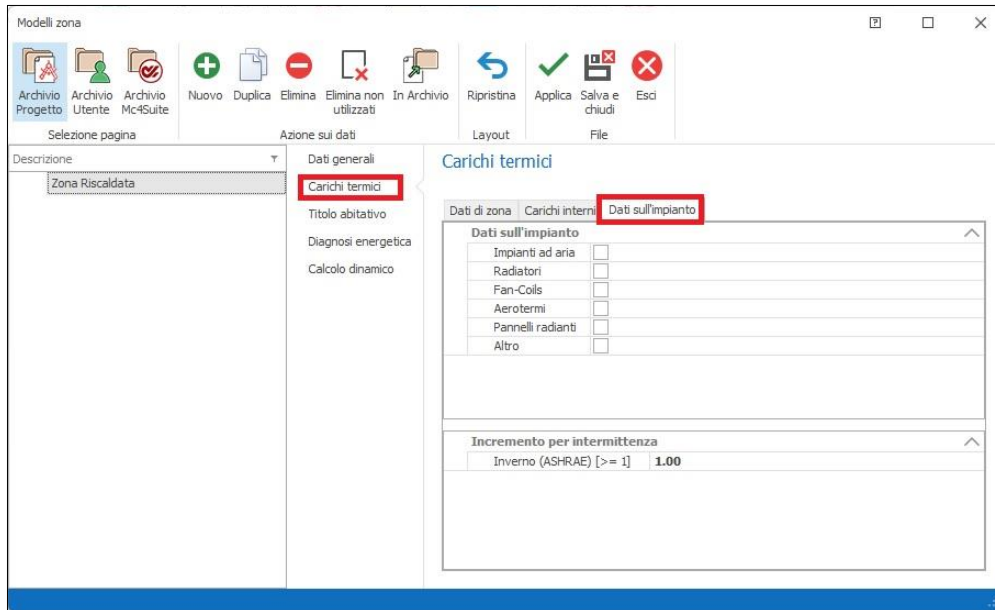 Modelli zona
Archivio Progetto
Archivio Utente
Archivio Mc4Suite
Nuovo
Duplica
Elimina
Elimina non utilizzati
In Archivio
Ripristina
Applica
Salva e chiudi
Esci
Selezione pagina
Azione sui dati
Layout
File
Descrizione
Zona Riscaldata
Dati generali
Carichi termici
Titolo abitativo
Diagnosi energetica
Calcolo dinamico
Carichi termici
Dati di zona Carichi interni Dati sull'impianto
Dati sull'impianto
Impianti ad aria
Radiatori
Fan-Coils
Aerotermi
Pannelli radianti
Altro
Incremento per intermittenza
Inverno (ASHRAE) [>= 1] 1.00